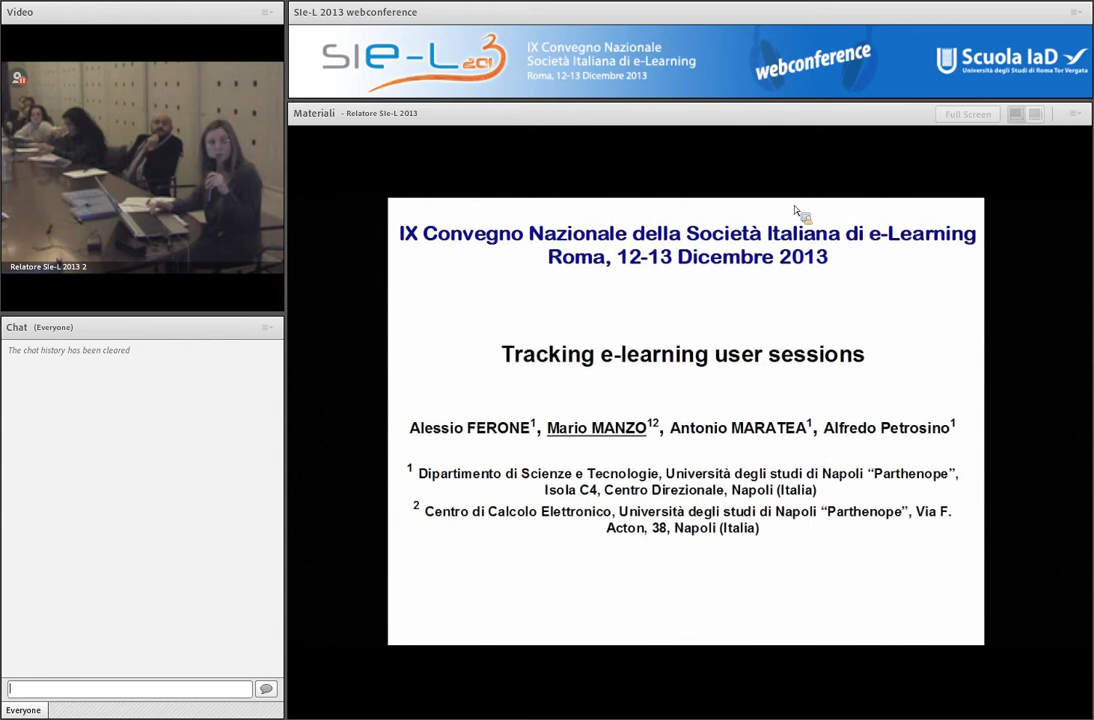 Video
SIe-L 2013 webconference
SIe-L 2013
IX Convegno Nazionale
Società Italiana di e-Learning
Roma, 12-13 Dicembre 2013
webconference
Scuola IaD
Università degli Studi di Roma Tor Vergata
Materiali - Relatore SIe-L 2013
Full Screen
Relatore SIe-L 2013 2
Chat (Everyone)
The chat history has been cleared
IX Convegno Nazionale della Società Italiana di e-Learning
Roma, 12-13 Dicembre 2013
Tracking e-learning user sessions
Alessio FERONE1, Mario MANZO12, Antonio MARATEA1, Alfredo Petrosino1
1 Dipartimento di Scienze e Tecnologie, Università degli studi di Napoli “Parthenope”,
Isola C4, Centro Direzionale, Napoli (Italia)
2 Centro di Calcolo Elettronico, Università degli studi di Napoli “Parthenope”, Via F.
Acton, 38, Napoli (Italia)
Everyone